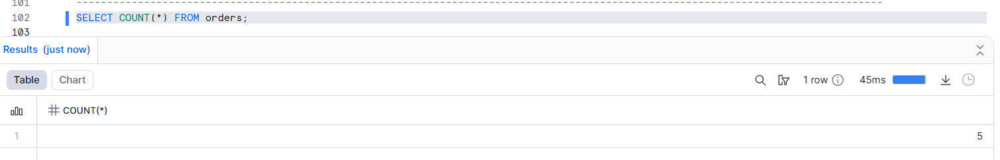 101 ----------------------------------------------------------------------------------------------------------------------------------
102 SELECT COUNT(*) FROM orders;
103
Results (just now)
Table Chart 1 row 45ms
COUNT(*)
1 5